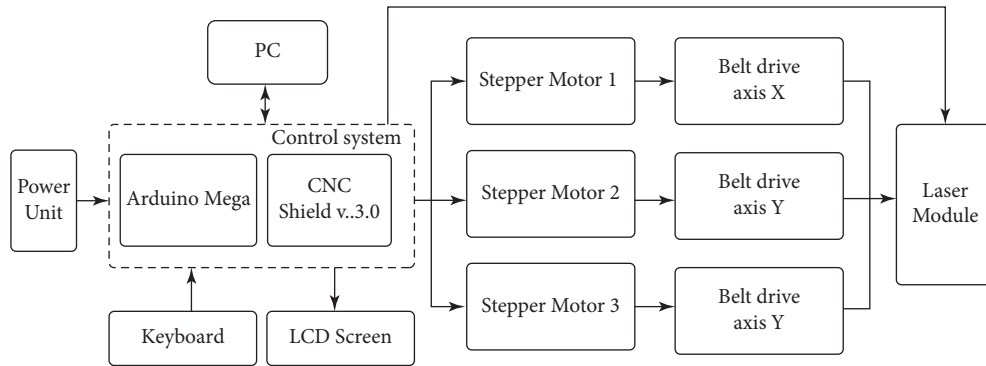 PC
Control system
Power
Unit
Arduino Mega
CNC
Shield v..3.0
Keyboard
LCD Screen
Stepper Motor 1
Belt drive
axis X
Stepper Motor 2
Belt drive
axis Y
Stepper Motor 3
Belt drive
axis Y
Laser
Module